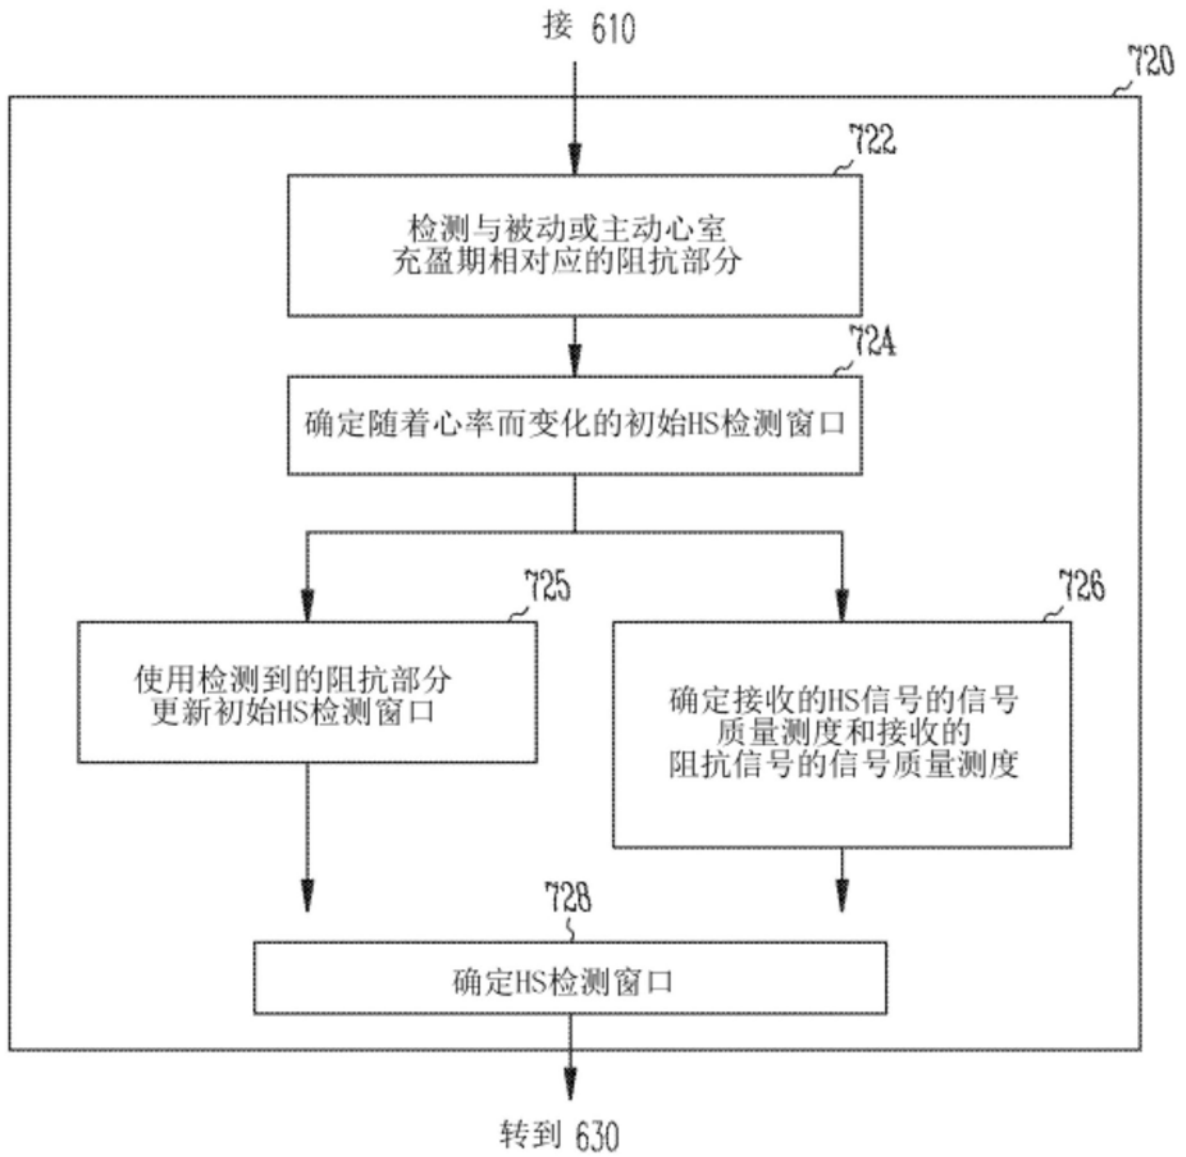 接 610
720
722
检测与被动或主动心室
充盈期相对应的阻抗部分
724
确定随着心率而变化的初始HS检测窗口
725
使用检测到的阻抗部分
更新初始HS检测窗口
726
确定接收的HS信号的信号
质量测度和接收的
阻抗信号的信号质量测度
728
确定HS检测窗口
转到 630